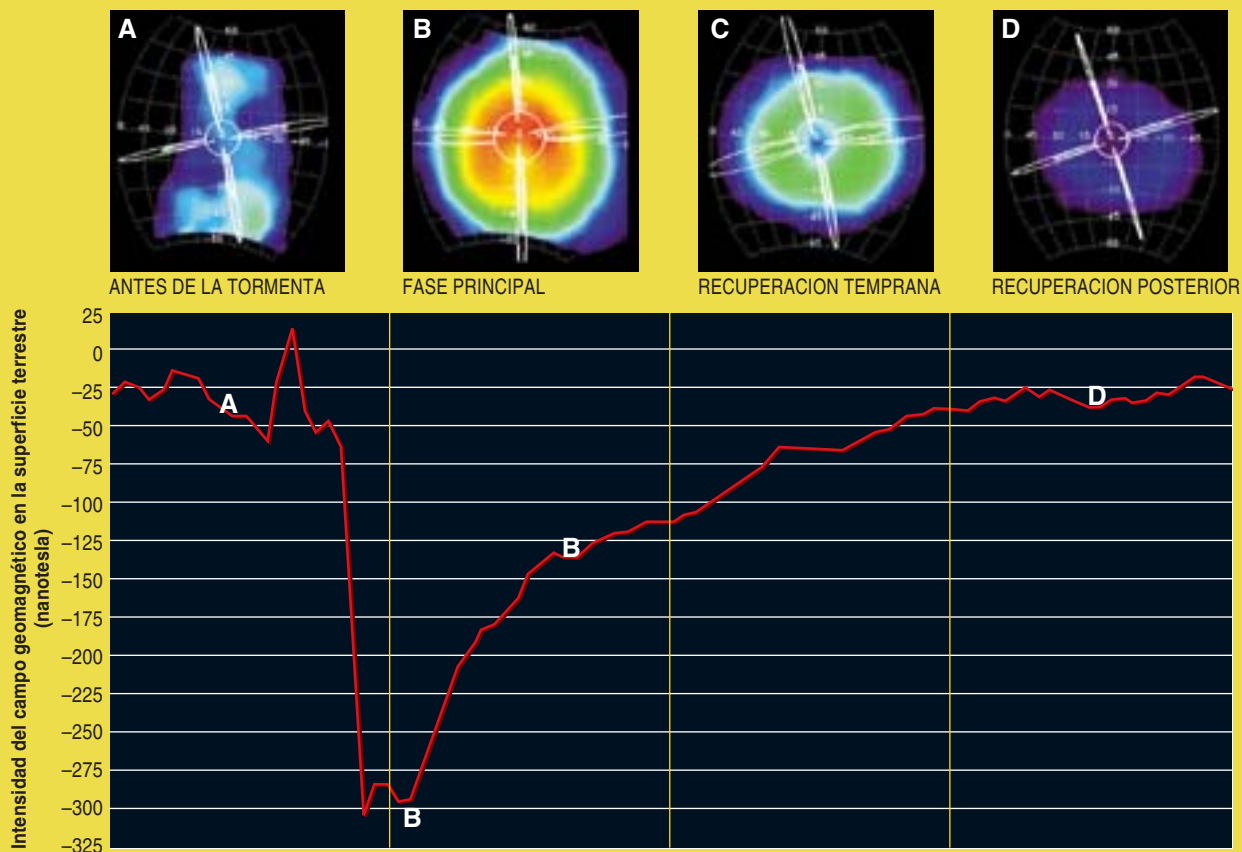 A
B
C
D
ANTES DE LA TORMENTA
FASE PRINCIPAL
RECUPERACION TEMPRANA
RECUPERACION POSTERIOR
Intensidad del campo geomagnético en la superficie terrestre
(nanotesla)
25
0
−25
−50
−75
−100
−125
−150
−175
−200
−225
−250
−275
−300
−325
A
B
B
D